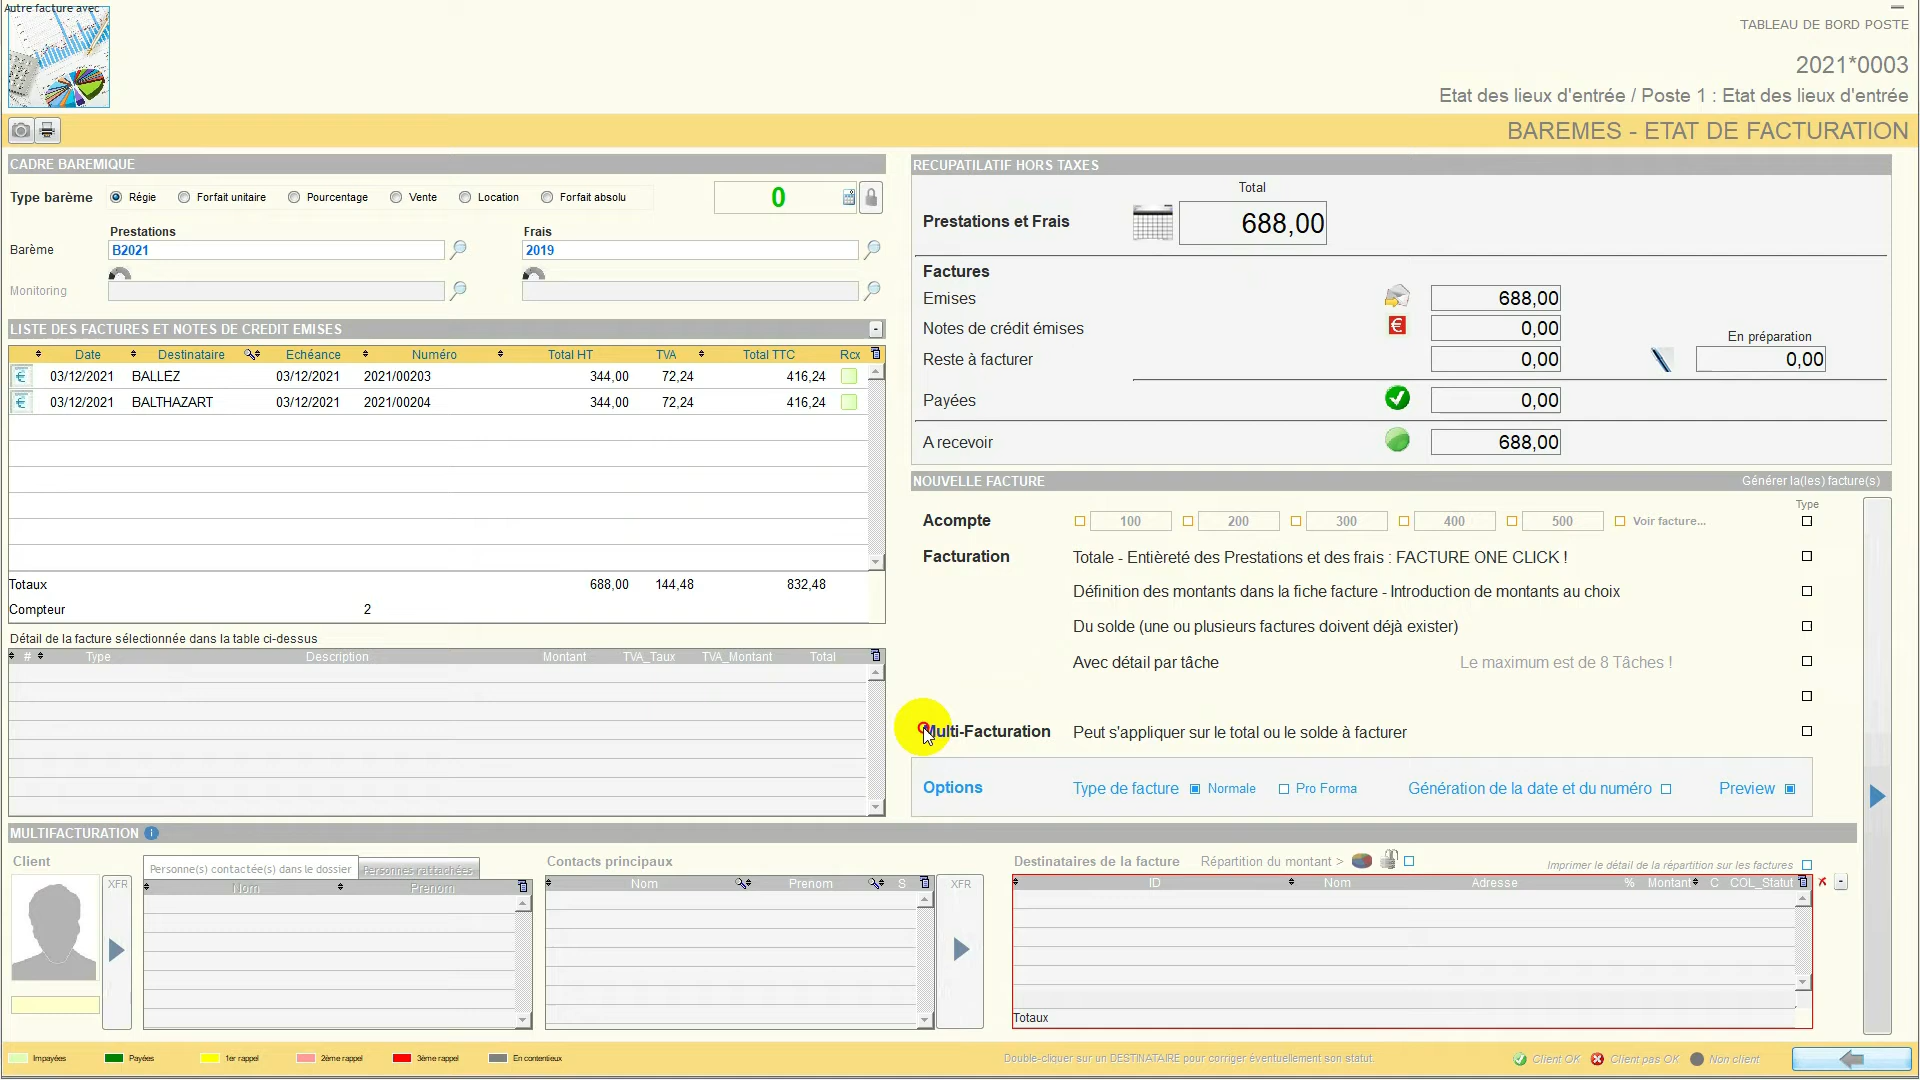 Autre facture avec
TABLEAU DE BORD POSTE
2021*0003
Etat des lieux d'entrée / Poste 1 : Etat des lieux d'entrée
BAREMES - ETAT DE FACTURATION
CADRE BAREMIQUE
Type barème Régie Forfait unitaire Pourcentage Vente Location Forfait absolu 0
Prestations Frais
Barème B2021 2019
Monitoring
LISTE DES FACTURES ET NOTES DE CREDIT EMISES -
Date Destinataire Echéance Numéro Total HT TVA Total TTC Rcx
03/12/2021 BALLEZ 03/12/2021 2021/00203 344,00 72,24 416,24
03/12/2021 BALTHAZART 03/12/2021 2021/00204 344,00 72,24 416,24
Totaux 688,00 144,48 832,48
Compteur 2
Détail de la facture sélectionnée dans la table ci-dessus
# Type Description Montant TVA_Taux TVA_Montant Total
RECUPATILATIF HORS TAXES
Total
Prestations et Frais 688,00
Factures
Emises 688,00
Notes de crédit émises 0,00
En préparation
Reste à facturer 0,00 0,00
Payées 0,00
A recevoir 688,00
NOUVELLE FACTURE Générer la(les) facture(s)
Type
Acompte 100 200 300 400 500 Voir facture...
Facturation Totale - Entièreté des Prestations et des frais : FACTURE ONE CLICK !
Définition des montants dans la fiche facture - Introduction de montants au choix
Du solde (une ou plusieurs factures doivent déjà exister)
Avec détail par tâche Le maximum est de 8 Tâches !
Multi-Facturation Peut s'appliquer sur le total ou le solde à facturer
Options Type de facture Normale Pro Forma Génération de la date et du numéro Preview
MULTIFACTURATION i
Client
XFR
Personne(s) contactée(s) dans le dossier Personnes rattachées
Nom Prenom
Contacts principaux
Nom Prenom S
XFR
Destinataires de la facture Répartition du montant > Imprimer le détail de la répartition sur les factures
ID Nom Adresse % Montant C COL_Statut -
Totaux
Impayées Payées 1er rappel 2ème rappel 3ème rappel En contentieux
Double-cliquer sur un DESTINATAIRE pour corriger éventuellement son statut.
Client OK Client pas OK Non client